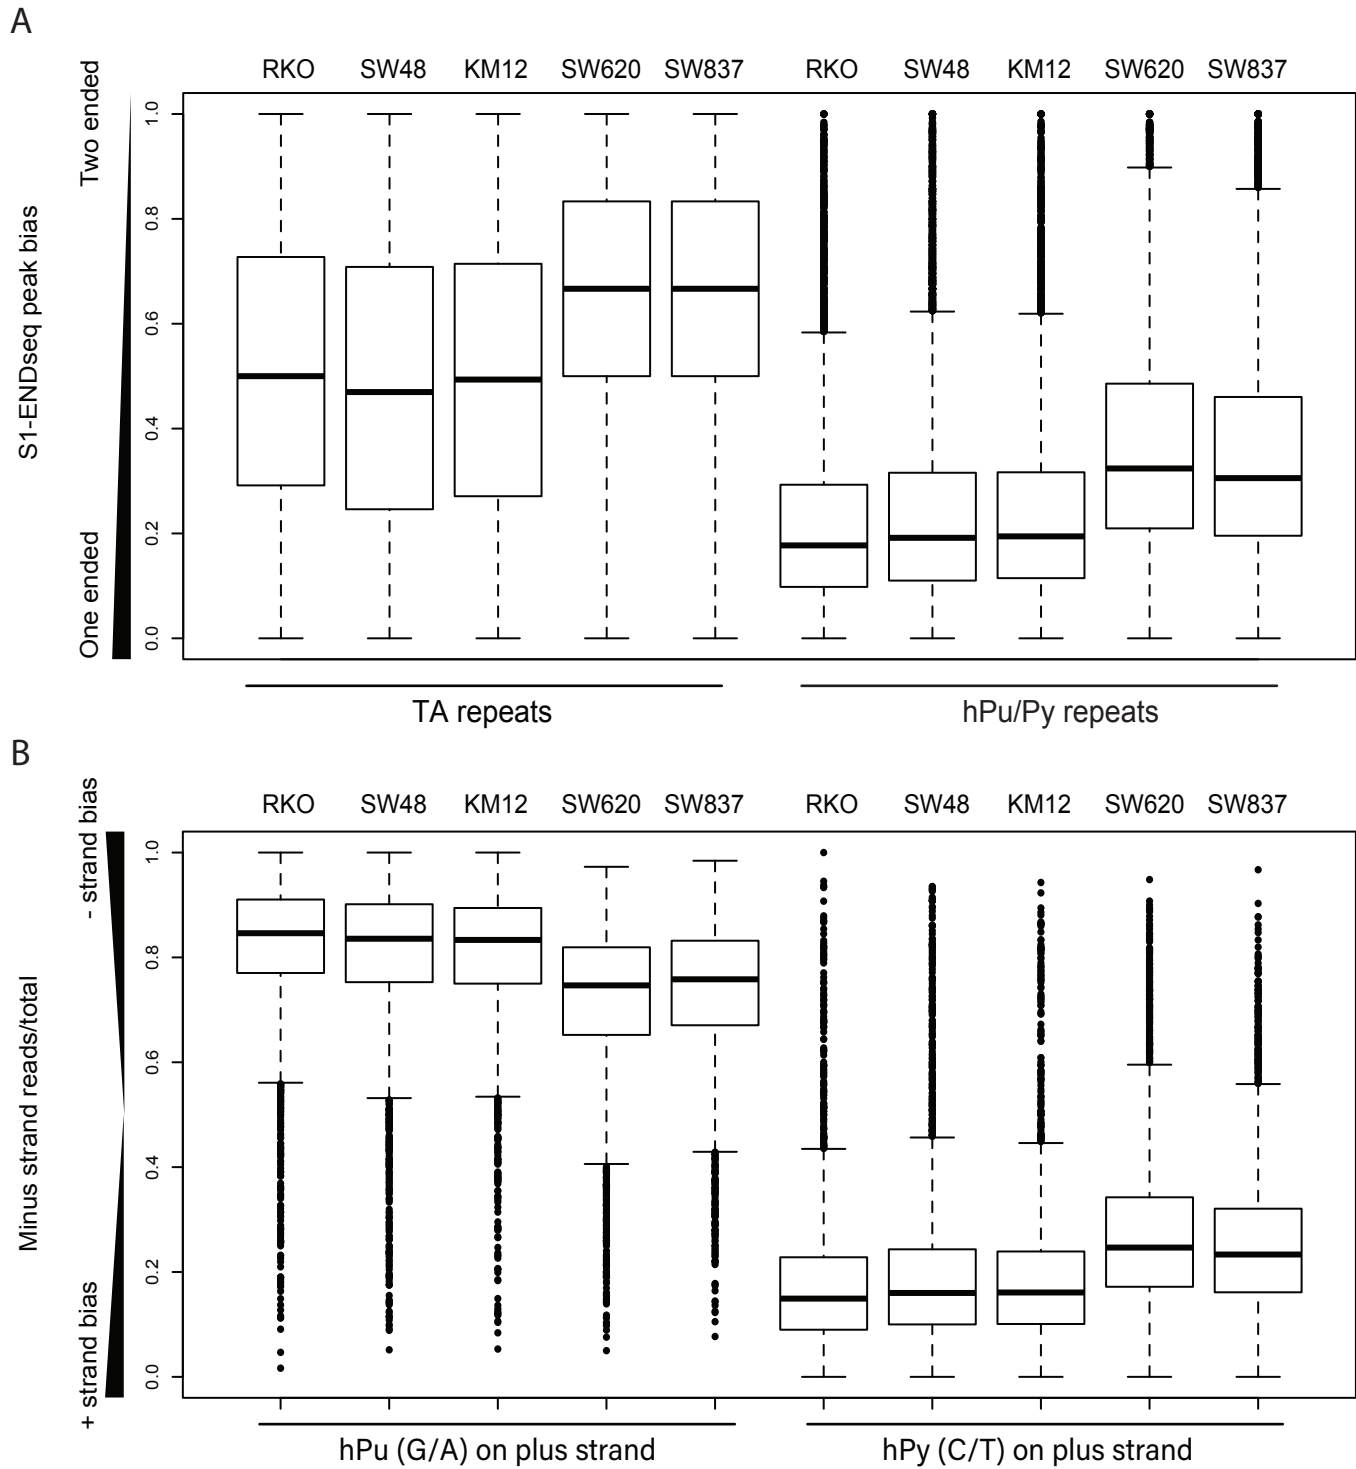 A
RKO SW48 KM12 SW620 SW837 RKO SW48 KM12 SW620 SW837
S1-ENDseq peak bias
One ended
Two ended
1.0
0.8
0.6
0.4
0.2
0.0
TA repeats
hPu/Py repeats
B
RKO SW48 KM12 SW620 SW837 RKO SW48 KM12 SW620 SW837
Minus strand reads/total
+ strand bias
- strand bias
1.0
0.8
0.6
0.4
0.2
0.0
hPu (G/A) on plus strand
hPy (C/T) on plus strand